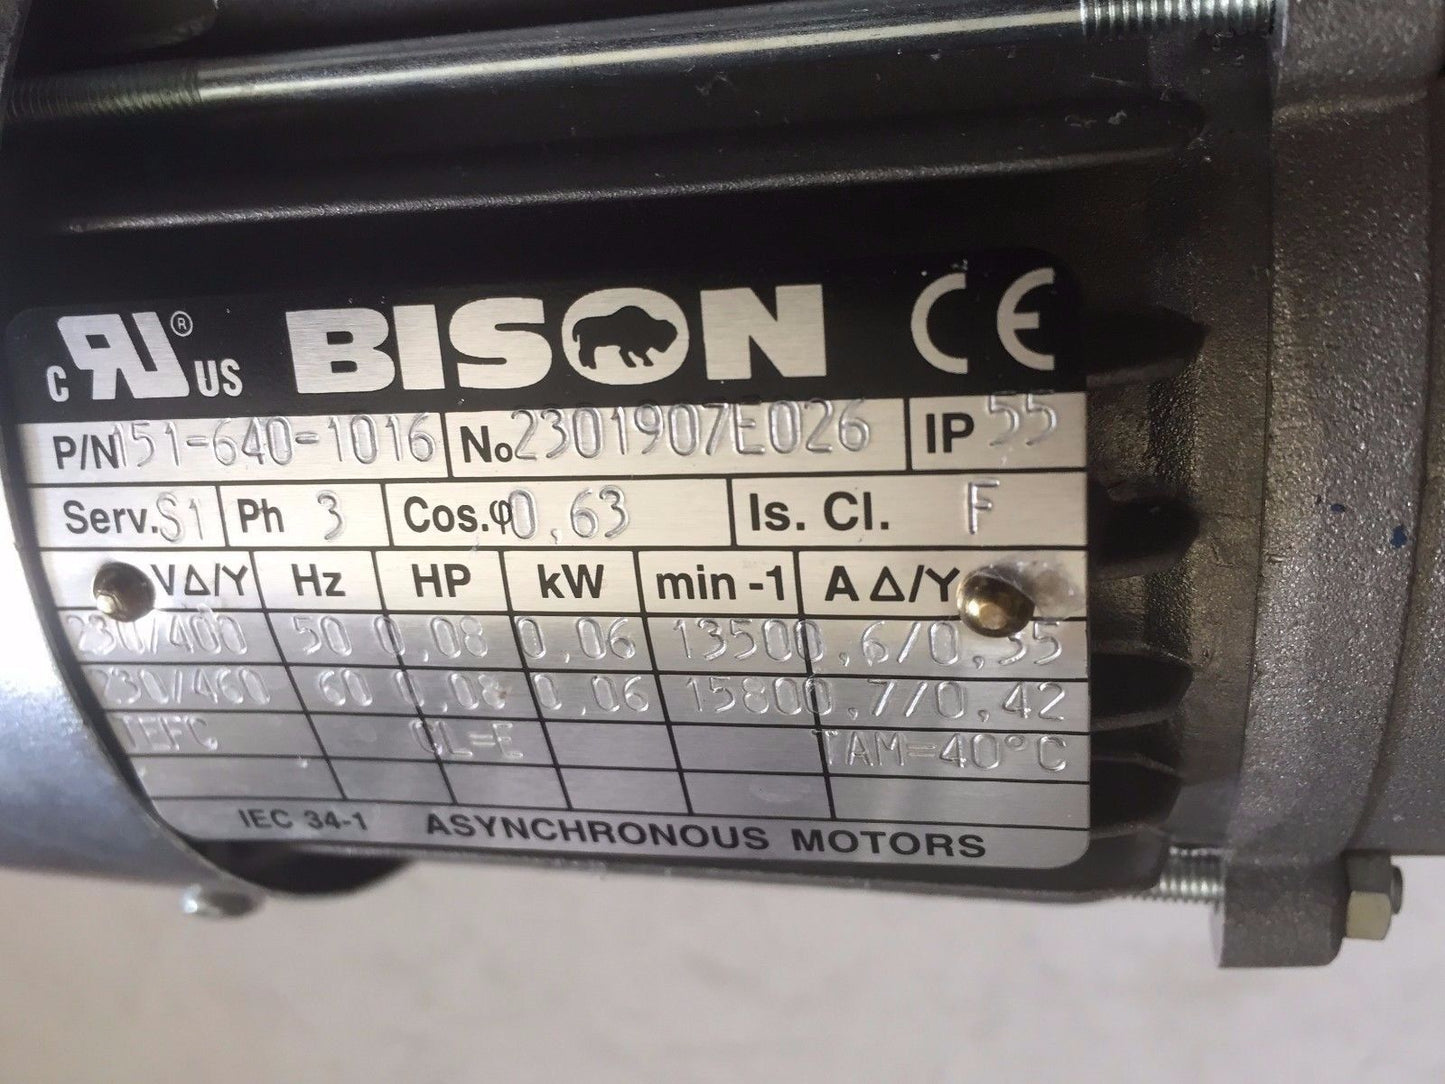 c RU ® US BISON CE
P/N 151-640-1016 No 2301907E026 IP 55
Serv. S1 Ph 3 Cos.φ 0,63 Is. Cl. F
VΔ/Y Hz HP kW min -1 A Δ/Y
230/400 50 0,08 0,06 1350 0,6/0,35
230/460 60 0,08 0,06 1580 0,7/0,42
TEFC CL=E TAM=40°C
IEC 34-1 ASYNCHRONOUS MOTORS